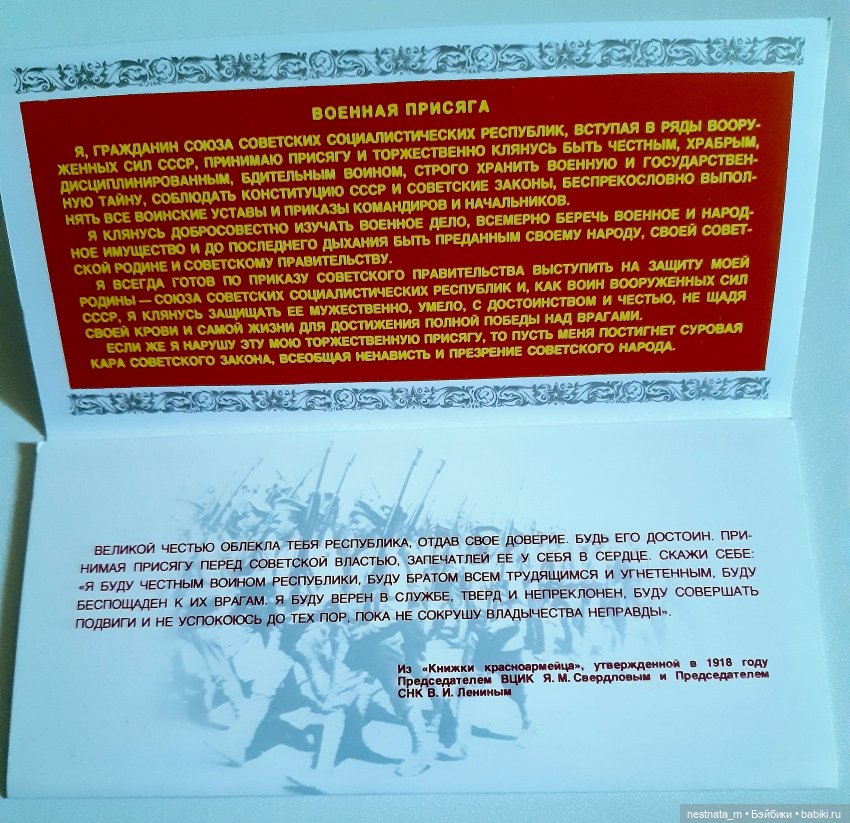 ВОЕННАЯ ПРИСЯГА
Я, ГРАЖДАНИН СОЮЗА СОВЕТСКИХ СОЦИАЛИСТИЧЕСКИХ РЕСПУБЛИК, ВСТУПАЯ В РЯДЫ ВООРУ-
ЖЕННЫХ СИЛ СССР, ПРИНИМАЮ ПРИСЯГУ И ТОРЖЕСТВЕННО КЛЯНУСЬ БЫТЬ ЧЕСТНЫМ, ХРАБРЫМ,
ДИСЦИПЛИНИРОВАННЫМ, БДИТЕЛЬНЫМ ВОИНОМ, СТРОГО ХРАНИТЬ ВОЕННУЮ И ГОСУДАРСТВЕН-
НУЮ ТАЙНУ, СОБЛЮДАТЬ КОНСТИТУЦИЮ СССР И СОВЕТСКИЕ ЗАКОНЫ, БЕСПРЕКОСЛОВНО ВЫПОЛ-
НЯТЬ ВСЕ ВОИНСКИЕ УСТАВЫ И ПРИКАЗЫ КОМАНДИРОВ И НАЧАЛЬНИКОВ.
Я КЛЯНУСЬ ДОБРОСОВЕСТНО ИЗУЧАТЬ ВОЕННОЕ ДЕЛО, ВСЕМЕРНО БЕРЕЧЬ ВОЕННОЕ И НАРОД-
НОЕ ИМУЩЕСТВО И ДО ПОСЛЕДНЕГО ДЫХАНИЯ БЫТЬ ПРЕДАННЫМ СВОЕМУ НАРОДУ, СВОЕЙ СОВЕТ-
СКОЙ РОДИНЕ И СОВЕТСКОМУ ПРАВИТЕЛЬСТВУ.
Я ВСЕГДА ГОТОВ ПО ПРИКАЗУ СОВЕТСКОГО ПРАВИТЕЛЬСТВА ВЫСТУПИТЬ НА ЗАЩИТУ МОЕЙ
РОДИНЫ — СОЮЗА СОВЕТСКИХ СОЦИАЛИСТИЧЕСКИХ РЕСПУБЛИК И, КАК ВОИН ВООРУЖЕННЫХ СИЛ
СССР, Я КЛЯНУСЬ ЗАЩИЩАТЬ ЕЕ МУЖЕСТВЕННО, УМЕЛО, С ДОСТОИНСТВОМ И ЧЕСТЬЮ, НЕ ЩАДЯ
СВОЕЙ КРОВИ И САМОЙ ЖИЗНИ ДЛЯ ДОСТИЖЕНИЯ ПОЛНОЙ ПОБЕДЫ НАД ВРАГАМИ.
ЕСЛИ ЖЕ Я НАРУШУ ЭТУ МОЮ ТОРЖЕСТВЕННУЮ ПРИСЯГУ, ТО ПУСТЬ МЕНЯ ПОСТИГНЕТ СУРОВАЯ
КАРА СОВЕТСКОГО ЗАКОНА, ВСЕОБЩАЯ НЕНАВИСТЬ И ПРЕЗРЕНИЕ СОВЕТСКОГО НАРОДА.
ВЕЛИКОЙ ЧЕСТЬЮ ОБЛЕКЛА ТЕБЯ РЕСПУБЛИКА, ОТДАВ СВОЕ ДОВЕРИЕ. БУДЬ ЕГО ДОСТОИН. ПРИ-
НИМАЯ ПРИСЯГУ ПЕРЕД СОВЕТСКОЙ ВЛАСТЬЮ, ЗАПЕЧАТЛЕЙ ЕЕ У СЕБЯ В СЕРДЦЕ. СКАЖИ СЕБЕ:
«Я БУДУ ЧЕСТНЫМ ВОИНОМ РЕСПУБЛИКИ, БУДУ БРАТОМ ВСЕМ ТРУДЯЩИМСЯ И УГНЕТЕННЫМ, БУДУ
БЕСПОЩАДЕН К ИХ ВРАГАМ. Я БУДУ ВЕРЕН В СЛУЖБЕ, ТВЕРД И НЕПРЕКЛОНЕН, БУДУ СОВЕРШАТЬ
ПОДВИГИ И НЕ УСПОКОЮСЬ ДО ТЕХ ПОР, ПОКА НЕ СОКРУШУ ВЛАДЫЧЕСТВА НЕПРАВДЫ».
Из «Книжки красноармейца», утвержденной в 1918 году
Председателем ВЦИК Я. М. Свердловым и Председателем
СНК В. И. Лениным
nestnata_m • Бэйбики • babiki.ru